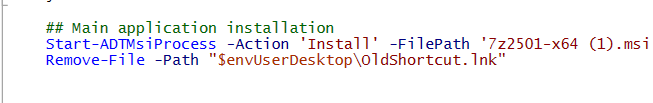 ## Main application installation
Start-ADTMsiProcess -Action 'Install' -FilePath '7z2501-x64 (1).msi
Remove-File -Path "$envUserDesktop\OldShortcut.lnk"